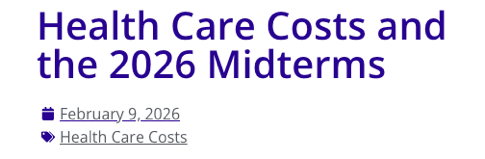 Health Care Costs and
the 2026 Midterms
February 9, 2026
Health Care Costs